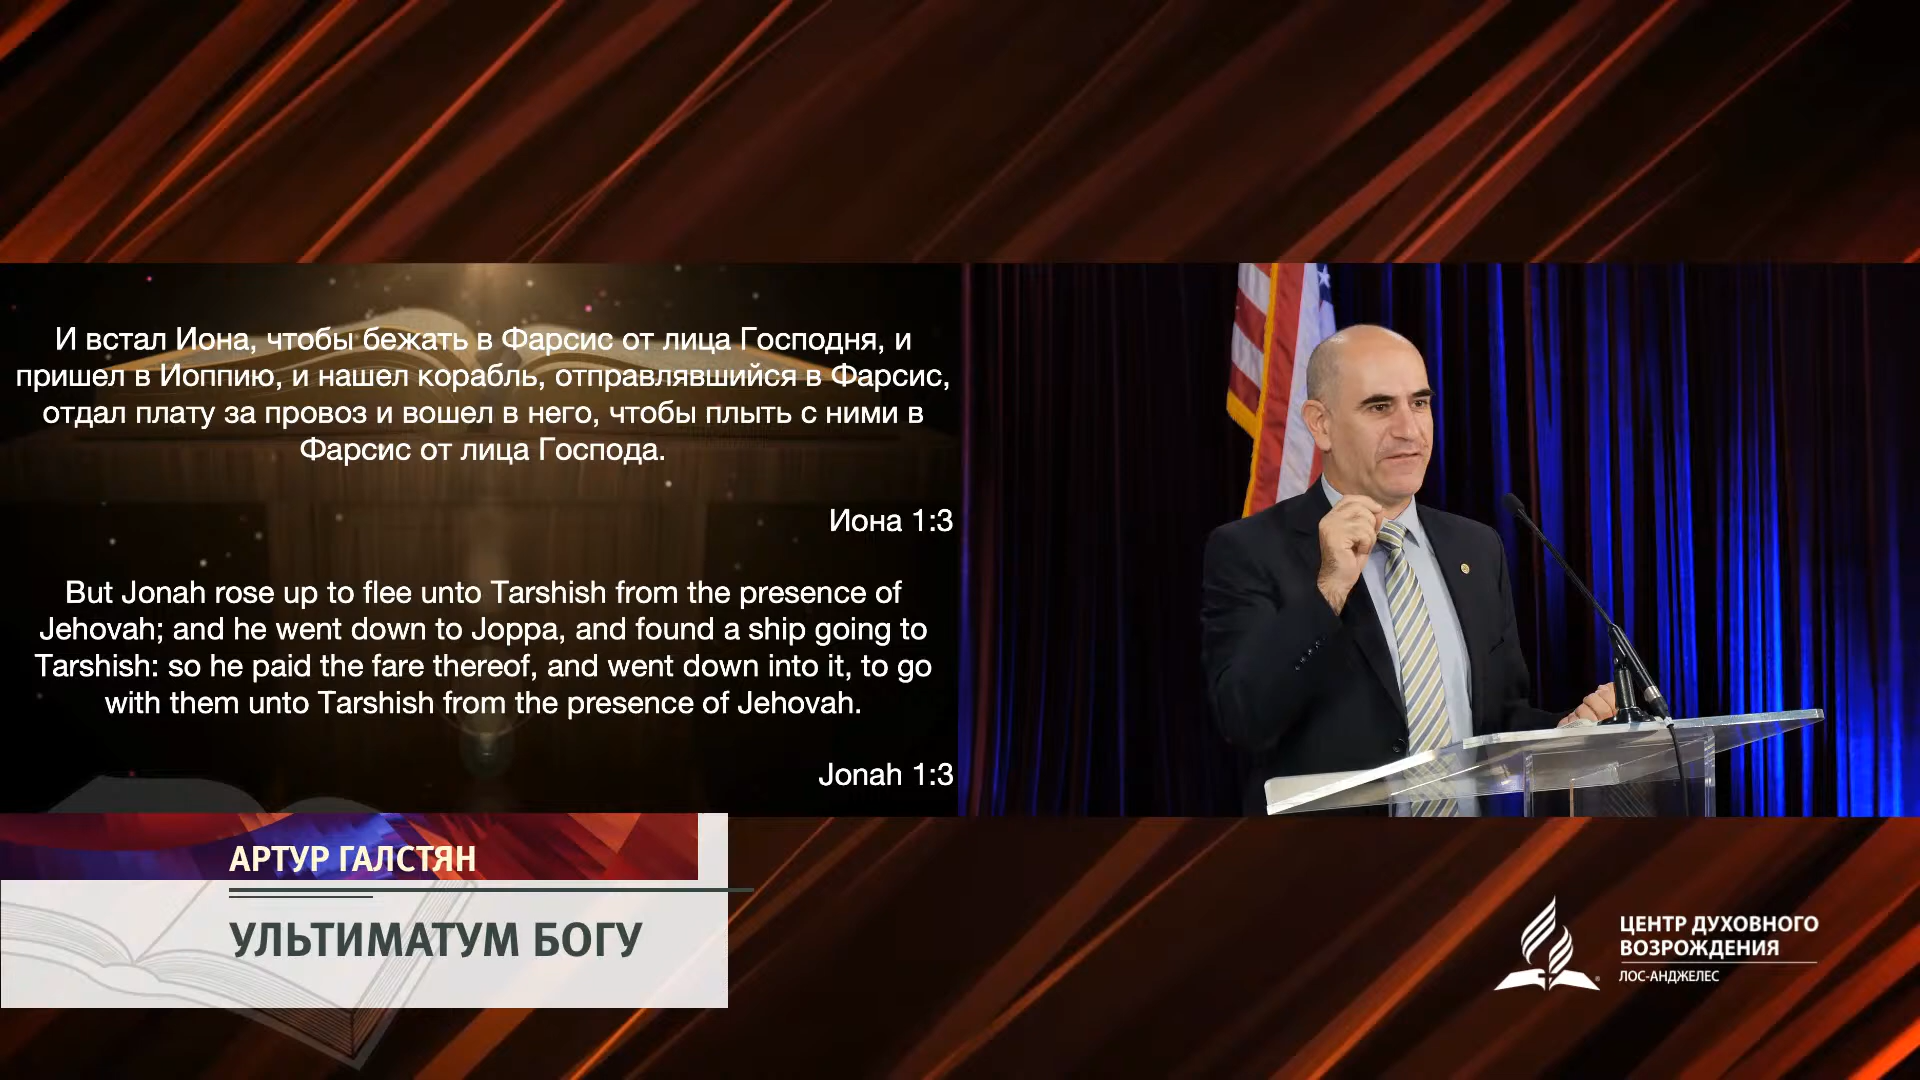 И встал Иона, чтобы бежать в Фарсис от лица Господня, и
пришел в Иоппию, и нашел корабль, отправлявшийся в Фарсис,
отдал плату за провоз и вошел в него, чтобы плыть с ними в
Фарсис от лица Господа.
Иона 1:3
But Jonah rose up to flee unto Tarshish from the presence of
Jehovah; and he went down to Joppa, and found a ship going to
Tarshish: so he paid the fare thereof, and went down into it, to go
with them unto Tarshish from the presence of Jehovah.
Jonah 1:3
АРТУР ГАЛСТЯН
УЛЬТИМАТУМ БОГУ
ЦЕНТР ДУХОВНОГО
ВОЗРОЖДЕНИЯ
ЛОС-АНДЖЕЛЕС